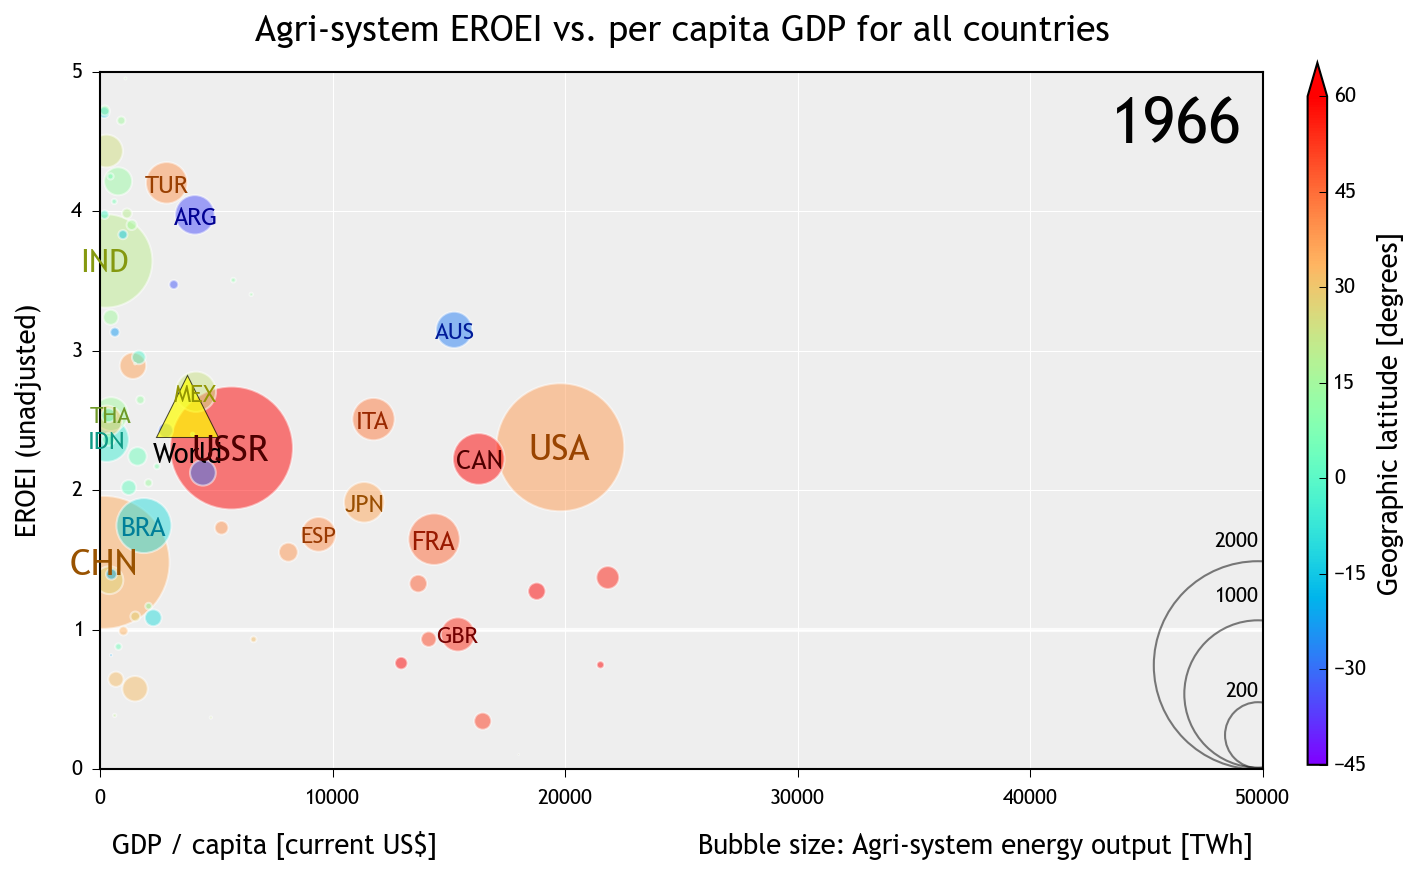 Agri-system EROEI vs. per capita GDP for all countries
1966
5
4
3
2
1
0
EROEI (unadjusted)
TUR
ARG
IND
AUS
MEX
THA
ITA
IDN
World
USSR
CAN
USA
JPN
BRA
ESP
FRA
CHN
GBR
2000
1000
200
0
10000
20000
30000
40000
50000
GDP / capita [current US$]
Bubble size: Agri-system energy output [TWh]
60
45
30
15
0
−15
−30
−45
Geographic latitude [degrees]